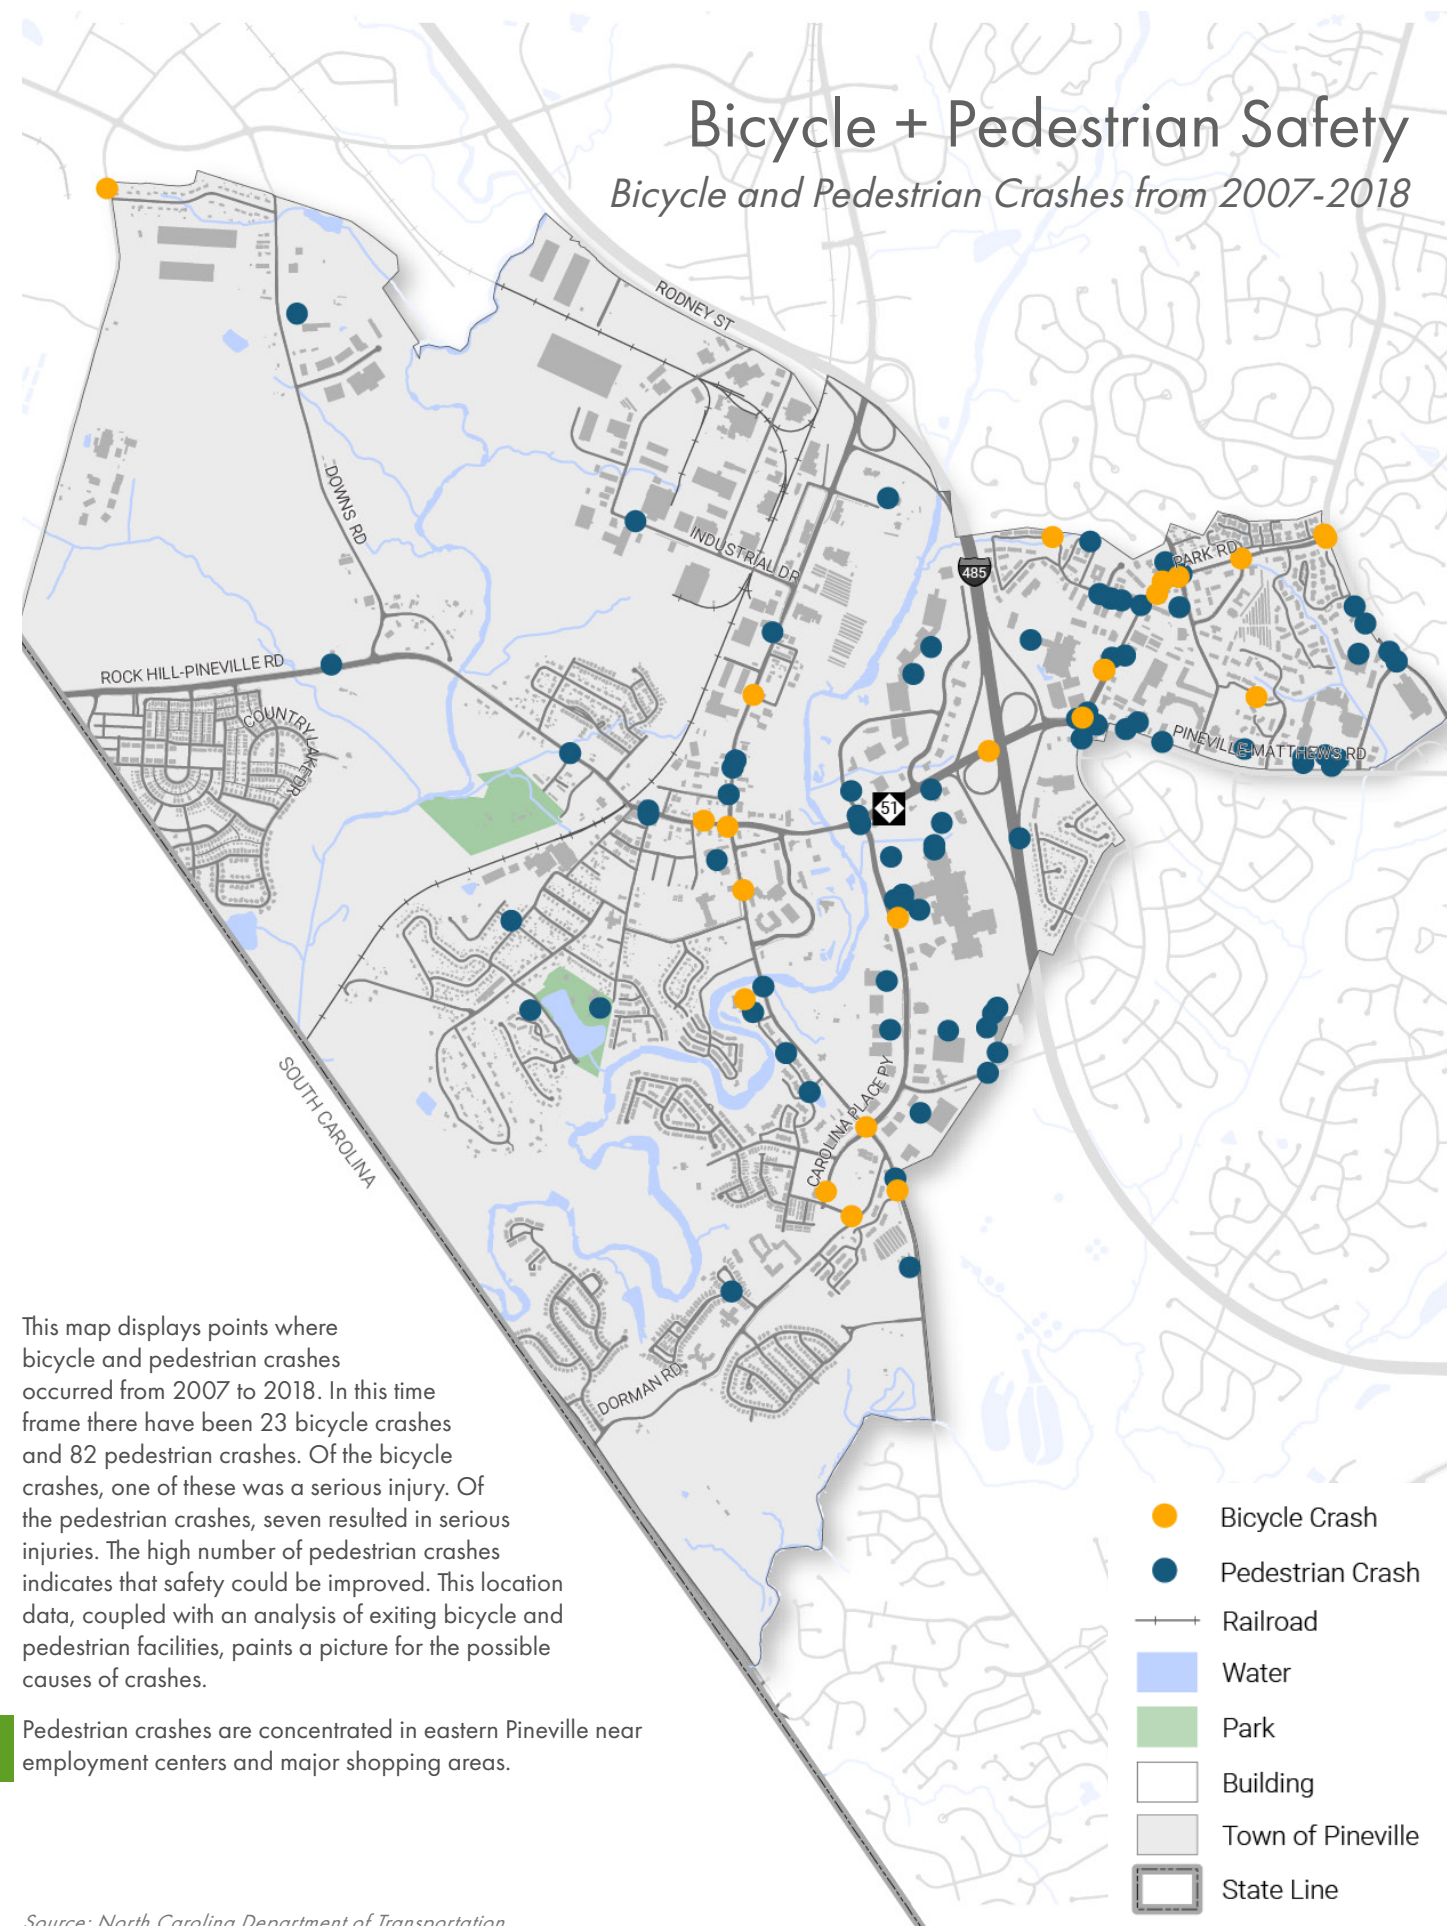 Bicycle + Pedestrian Safety
Bicycle and Pedestrian Crashes from 2007-2018
RODNEY ST
DOWNS RD
INDUSTRIAL DR
485
PARK RD
ROCK HILL-PINEVILLE RD
COUNTRY LAKE DR
PINEVILLE-MATTHEWS RD
51
SOUTH CAROLINA
CAROLINA PLACE PY
DORMAN RD
This map displays points where
bicycle and pedestrian crashes
occurred from 2007 to 2018. In this time
frame there have been 23 bicycle crashes
and 82 pedestrian crashes. Of the bicycle
crashes, one of these was a serious injury. Of
the pedestrian crashes, seven resulted in serious
injuries. The high number of pedestrian crashes
indicates that safety could be improved. This location
data, coupled with an analysis of exiting bicycle and
pedestrian facilities, paints a picture for the possible
causes of crashes.
Pedestrian crashes are concentrated in eastern Pineville near
employment centers and major shopping areas.
Source: North Carolina Department of Transportation
Bicycle Crash
Pedestrian Crash
Railroad
Water
Park
Building
Town of Pineville
State Line